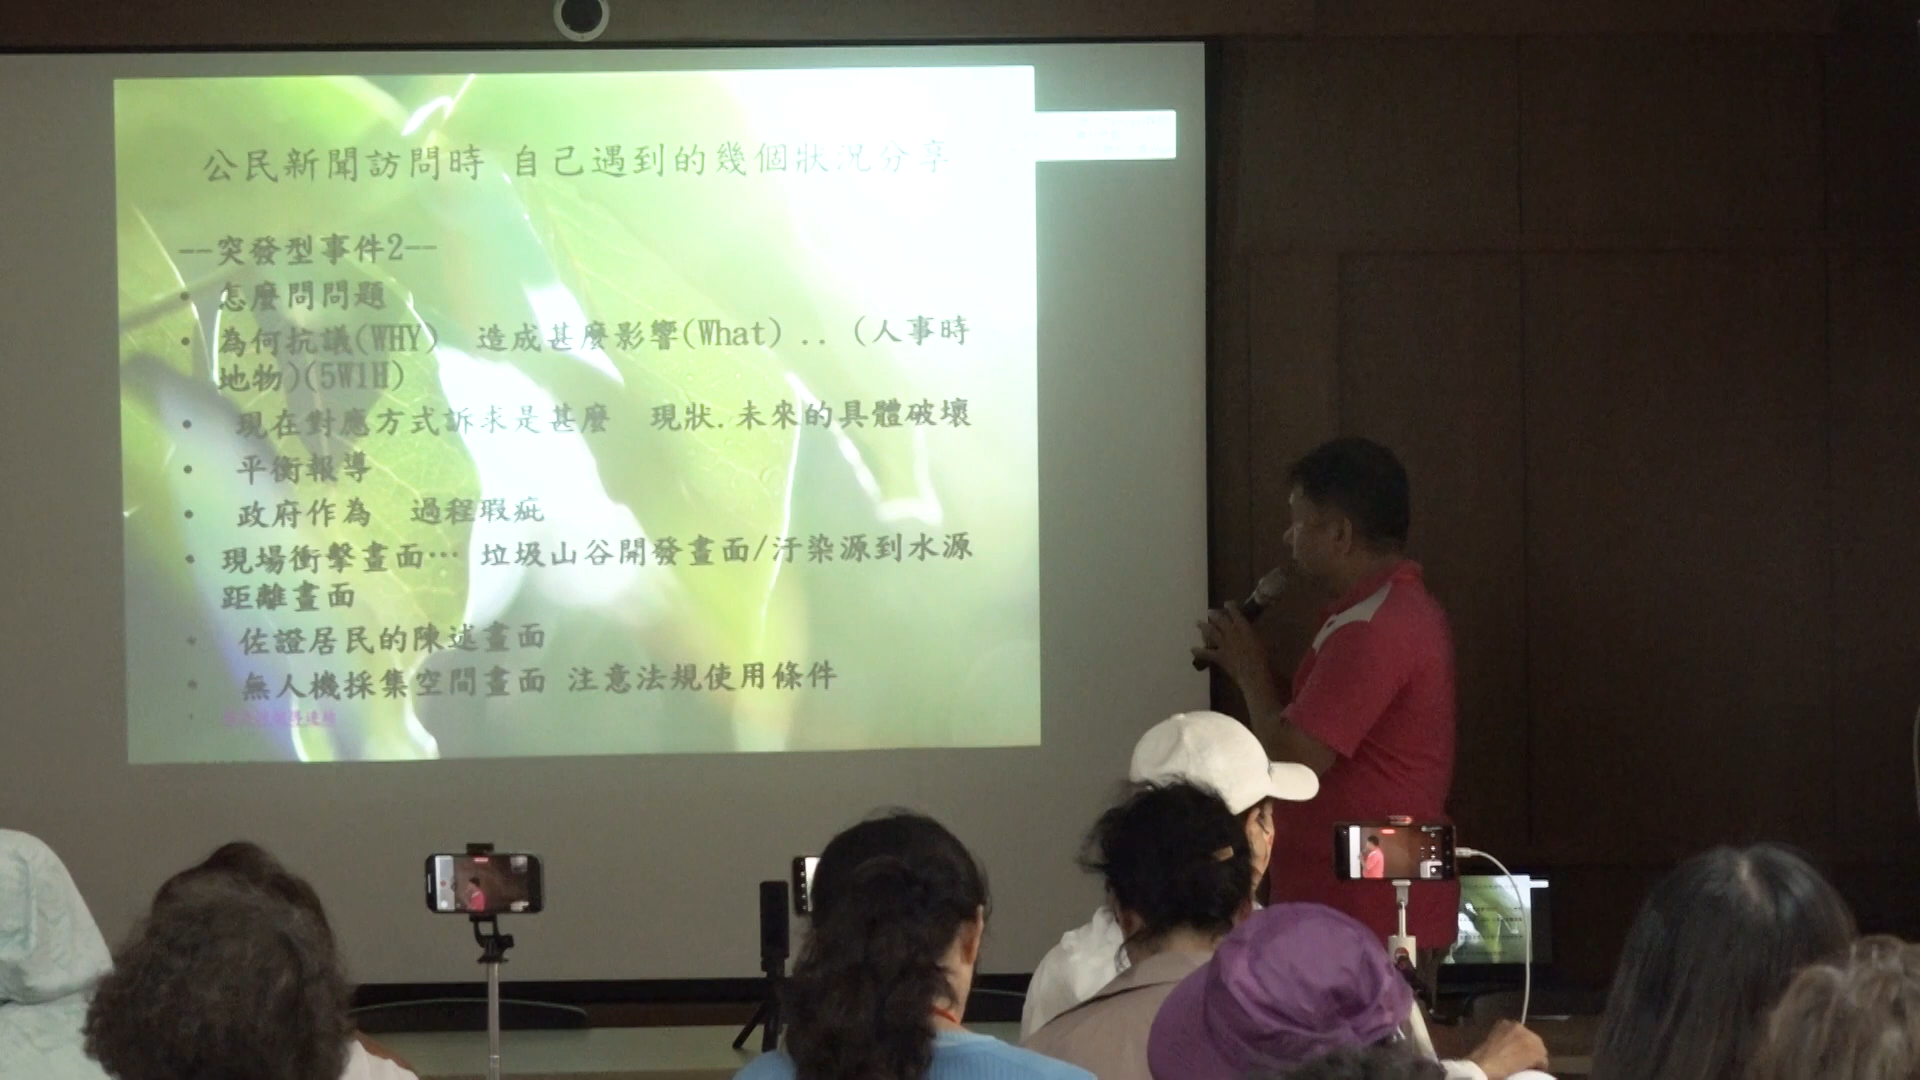 公民新聞訪問時 自己遇到的幾個狀況分享
--突發型事件2--
• 怎麼問問題
• 為何抗議(WHY) 造成甚麼影響(What) .. (人事時
地物)(5W1H)
• 現在對應方式訴求是甚麼 現狀.未來的具體破壞
• 平衡報導
• 政府作為 過程瑕疵
• 現場衝擊畫面… 垃圾山谷開發畫面/汙染源到水源
距離畫面
• 佐證居民的陳述畫面
• 無人機採集空間畫面 注意法規使用條件